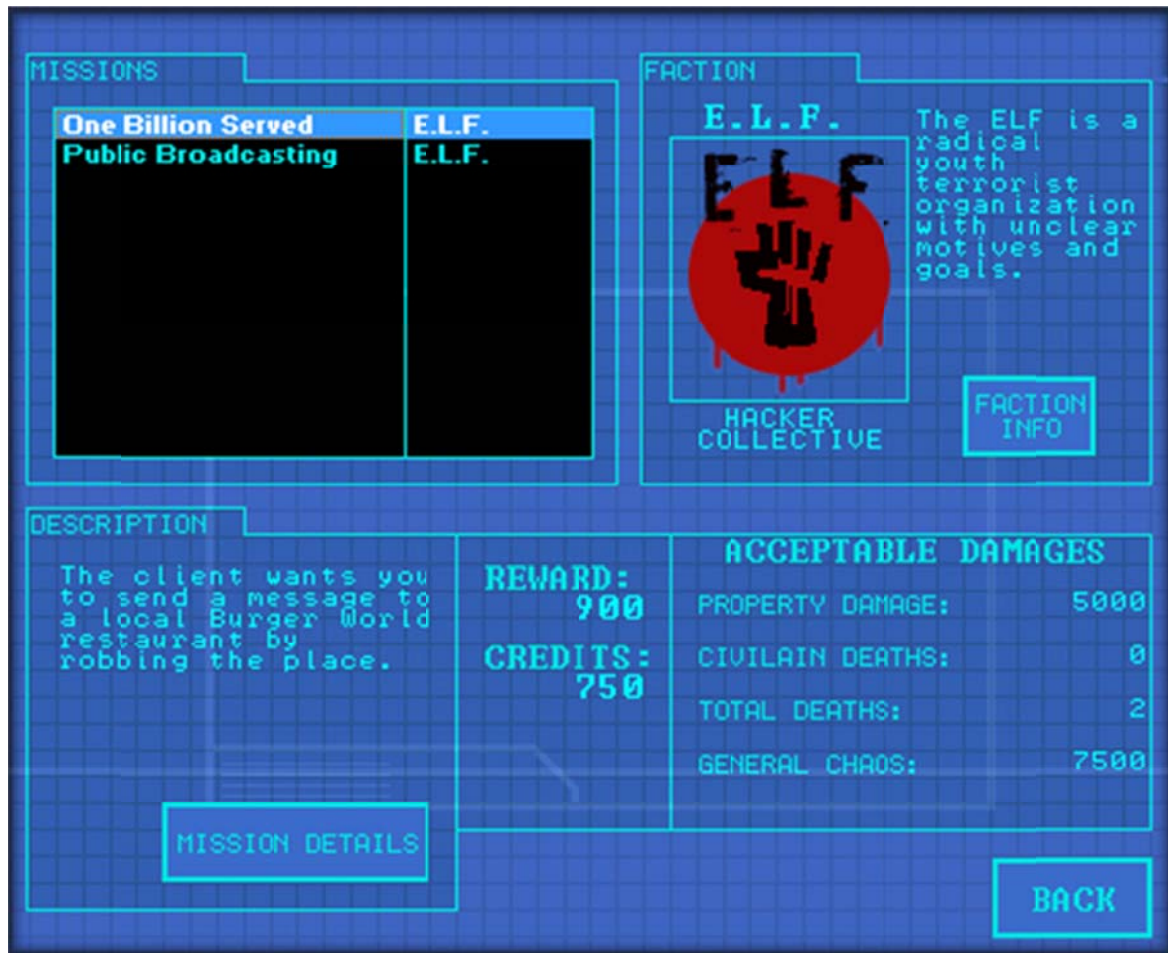 MISSIONS
One Billion Served E.L.F.
Public Broadcasting E.L.F.
FACTION
E.L.F.
ELF
HACKER
COLLECTIVE
The ELF is a
radical
youth
terrorist
organization
with unclear
motives and
goals.
FACTION
INFO
DESCRIPTION
The client wants you
to send a message to
a local Burger World
restaurant by
robbing the place.
MISSION DETAILS
REWARD:
900
CREDITS:
750
ACCEPTABLE DAMAGES
PROPERTY DAMAGE: 5000
CIVILAIN DEATHS: 0
TOTAL DEATHS: 2
GENERAL CHAOS: 7500
BACK